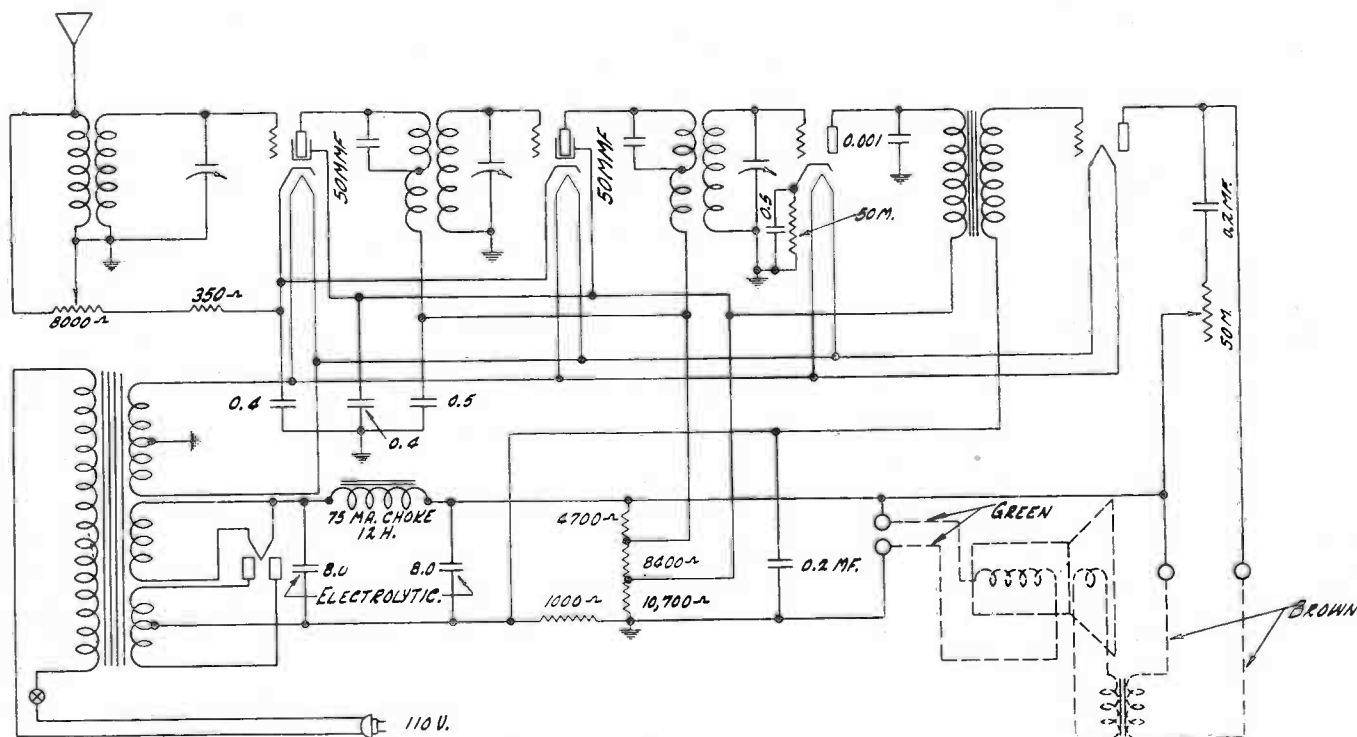 50MMF
50MMF
0.001
0.5
50M.
0.2 MF.
350Ω
8000Ω
50M.
0.4
0.4
0.5
75 MA. CHOKE
12 H.
4700Ω
8400Ω
10,700Ω
1000Ω
8.0
8.0
ELECTROLYTIC.
0.2 MF.
GREEN
BROWN
110 V.